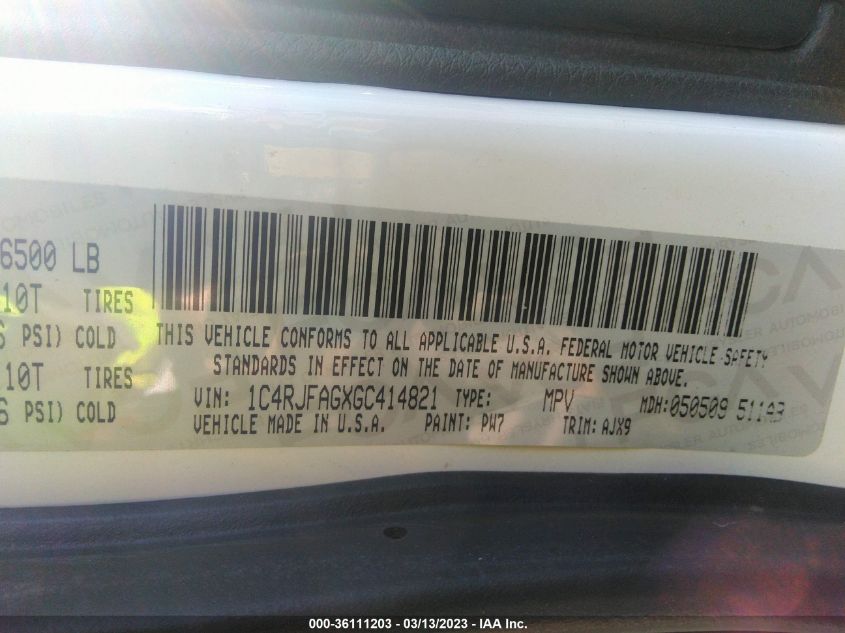 6500 LB
10T TIRES
PSI) COLD
10T TIRES
PSI) COLD
THIS VEHICLE CONFORMS TO ALL APPLICABLE U.S.A. FEDERAL MOTOR VEHICLE SAFETY
STANDARDS IN EFFECT ON THE DATE OF MANUFACTURE SHOWN ABOVE.
VIN: 1C4RJFAGXGC414821 TYPE: MPV MDH: 050509 511AB
VEHICLE MADE IN U.S.A. PAINT: PW7 TRIM: AJX9
000-36111203 - 03/13/2023 - IAA Inc.